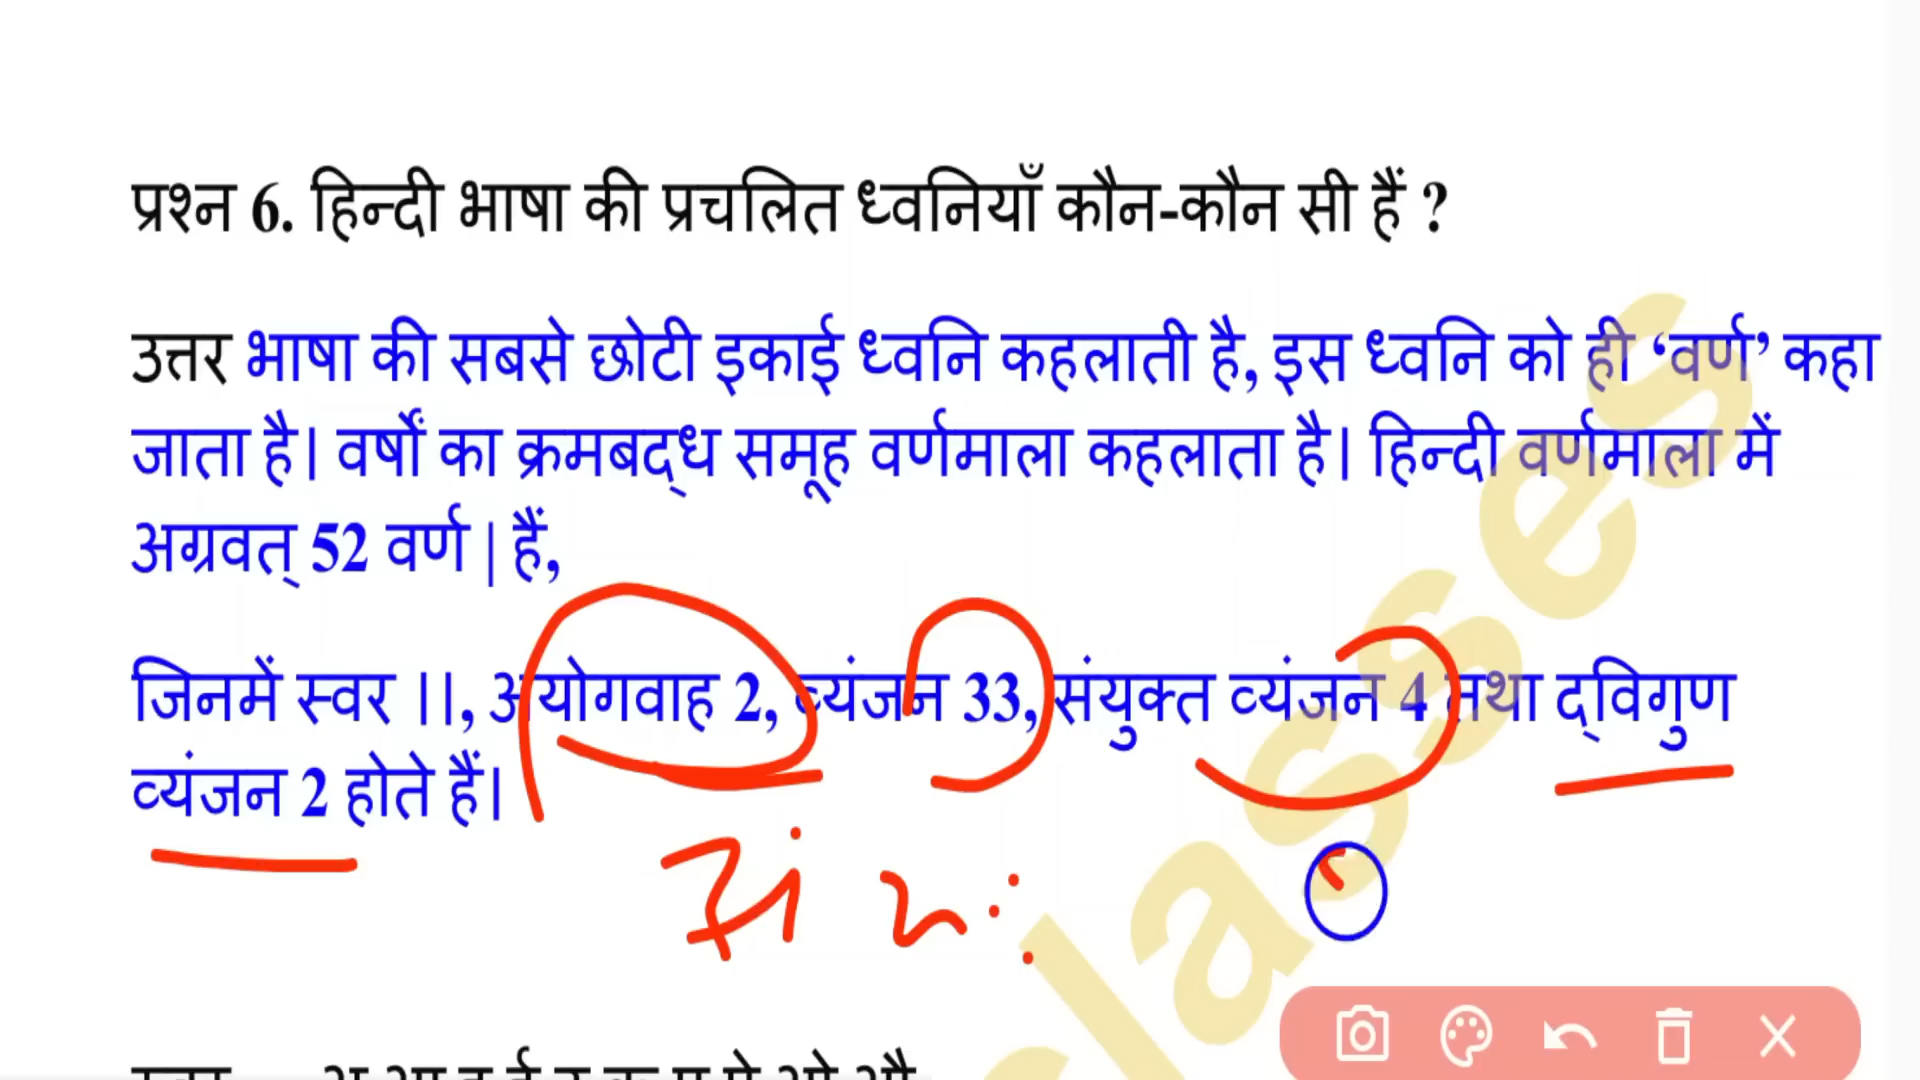 प्रश्न 6. हिन्दी भाषा की प्रचलित ध्वनियाँ कौन-कौन सी हैं ?
उत्तर भाषा की सबसे छोटी इकाई ध्वनि कहलाती है, इस ध्वनि को ही ‘वर्ण’ कहा
जाता है। वर्षों का क्रमबद्ध समूह वर्णमाला कहलाता है। हिन्दी वर्णमाला में
अग्रवत् 52 वर्ण | हैं,
जिनमें स्वर ।।, अयोगवाह 2, व्यंजन 33, संयुक्त व्यंजन 4 तथा द्विगुण
व्यंजन 2 होते हैं।
अं
classes